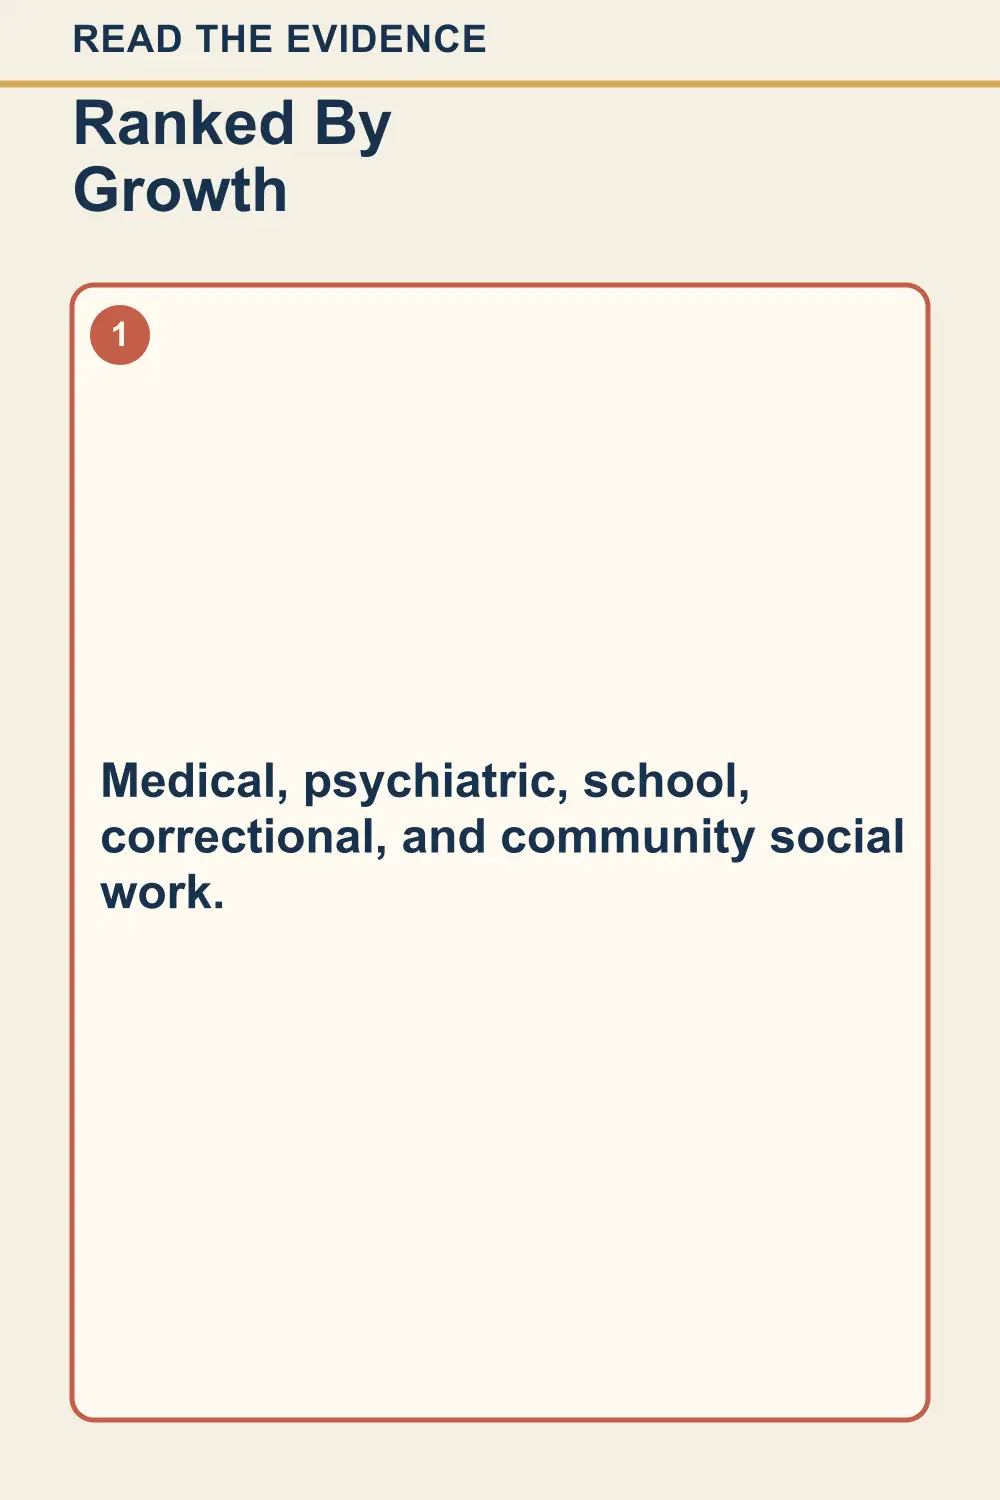 READ THE EVIDENCE
Ranked By
Growth
1
Medical, psychiatric, school,
correctional, and community social
work.